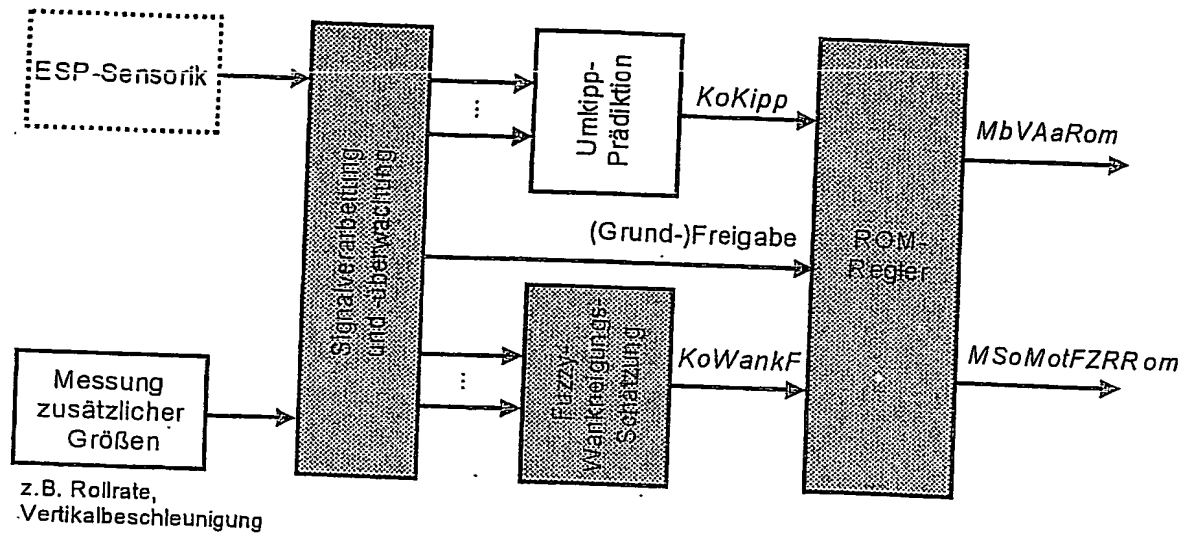 ESP-Sensorik
Signalverarbeitung
und -überwachung
Umkipp-
Prädiktion
KoKipp
(Grund-)Freigabe
ROM-
Regler
MbVAaRom
Messung
zusätzlicher
Größen
z.B. Rollrate,
Vertikalbeschleunigung
...
...
Fuzzy-
Wankneigungs-
Schätzung
KoWankF
MSoMotFZRRom